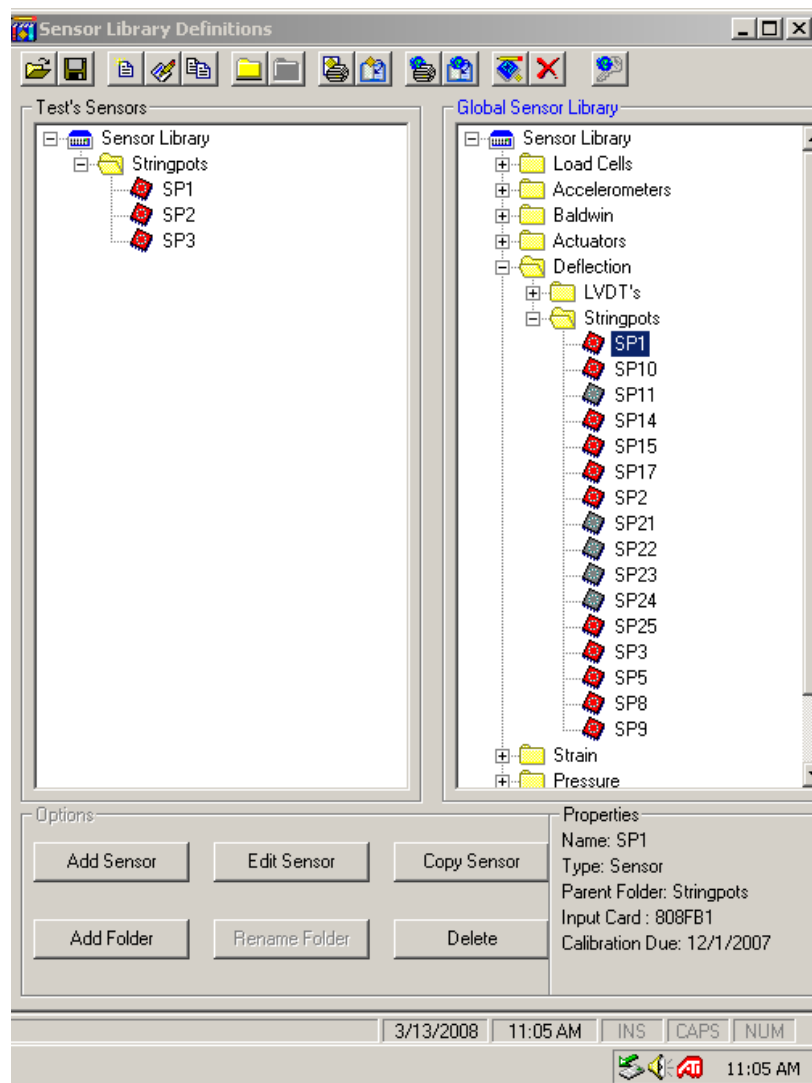 Sensor Library Definitions
Test's Sensors
Sensor Library
Stringpots
SP1
SP2
SP3
Global Sensor Library
Sensor Library
Load Cells
Accelerometers
Baldwin
Actuators
Deflection
LVDT's
Stringpots
SP1
SP10
SP11
SP14
SP15
SP17
SP2
SP21
SP22
SP23
SP24
SP25
SP3
SP5
SP8
SP9
Strain
Pressure
Options
Add Sensor Edit Sensor Copy Sensor
Add Folder Rename Folder Delete
Properties
Name: SP1
Type: Sensor
Parent Folder: Stringpots
Input Card : 808FB1
Calibration Due: 12/1/2007
3/13/2008 11:05 AM INS CAPS NUM
11:05 AM